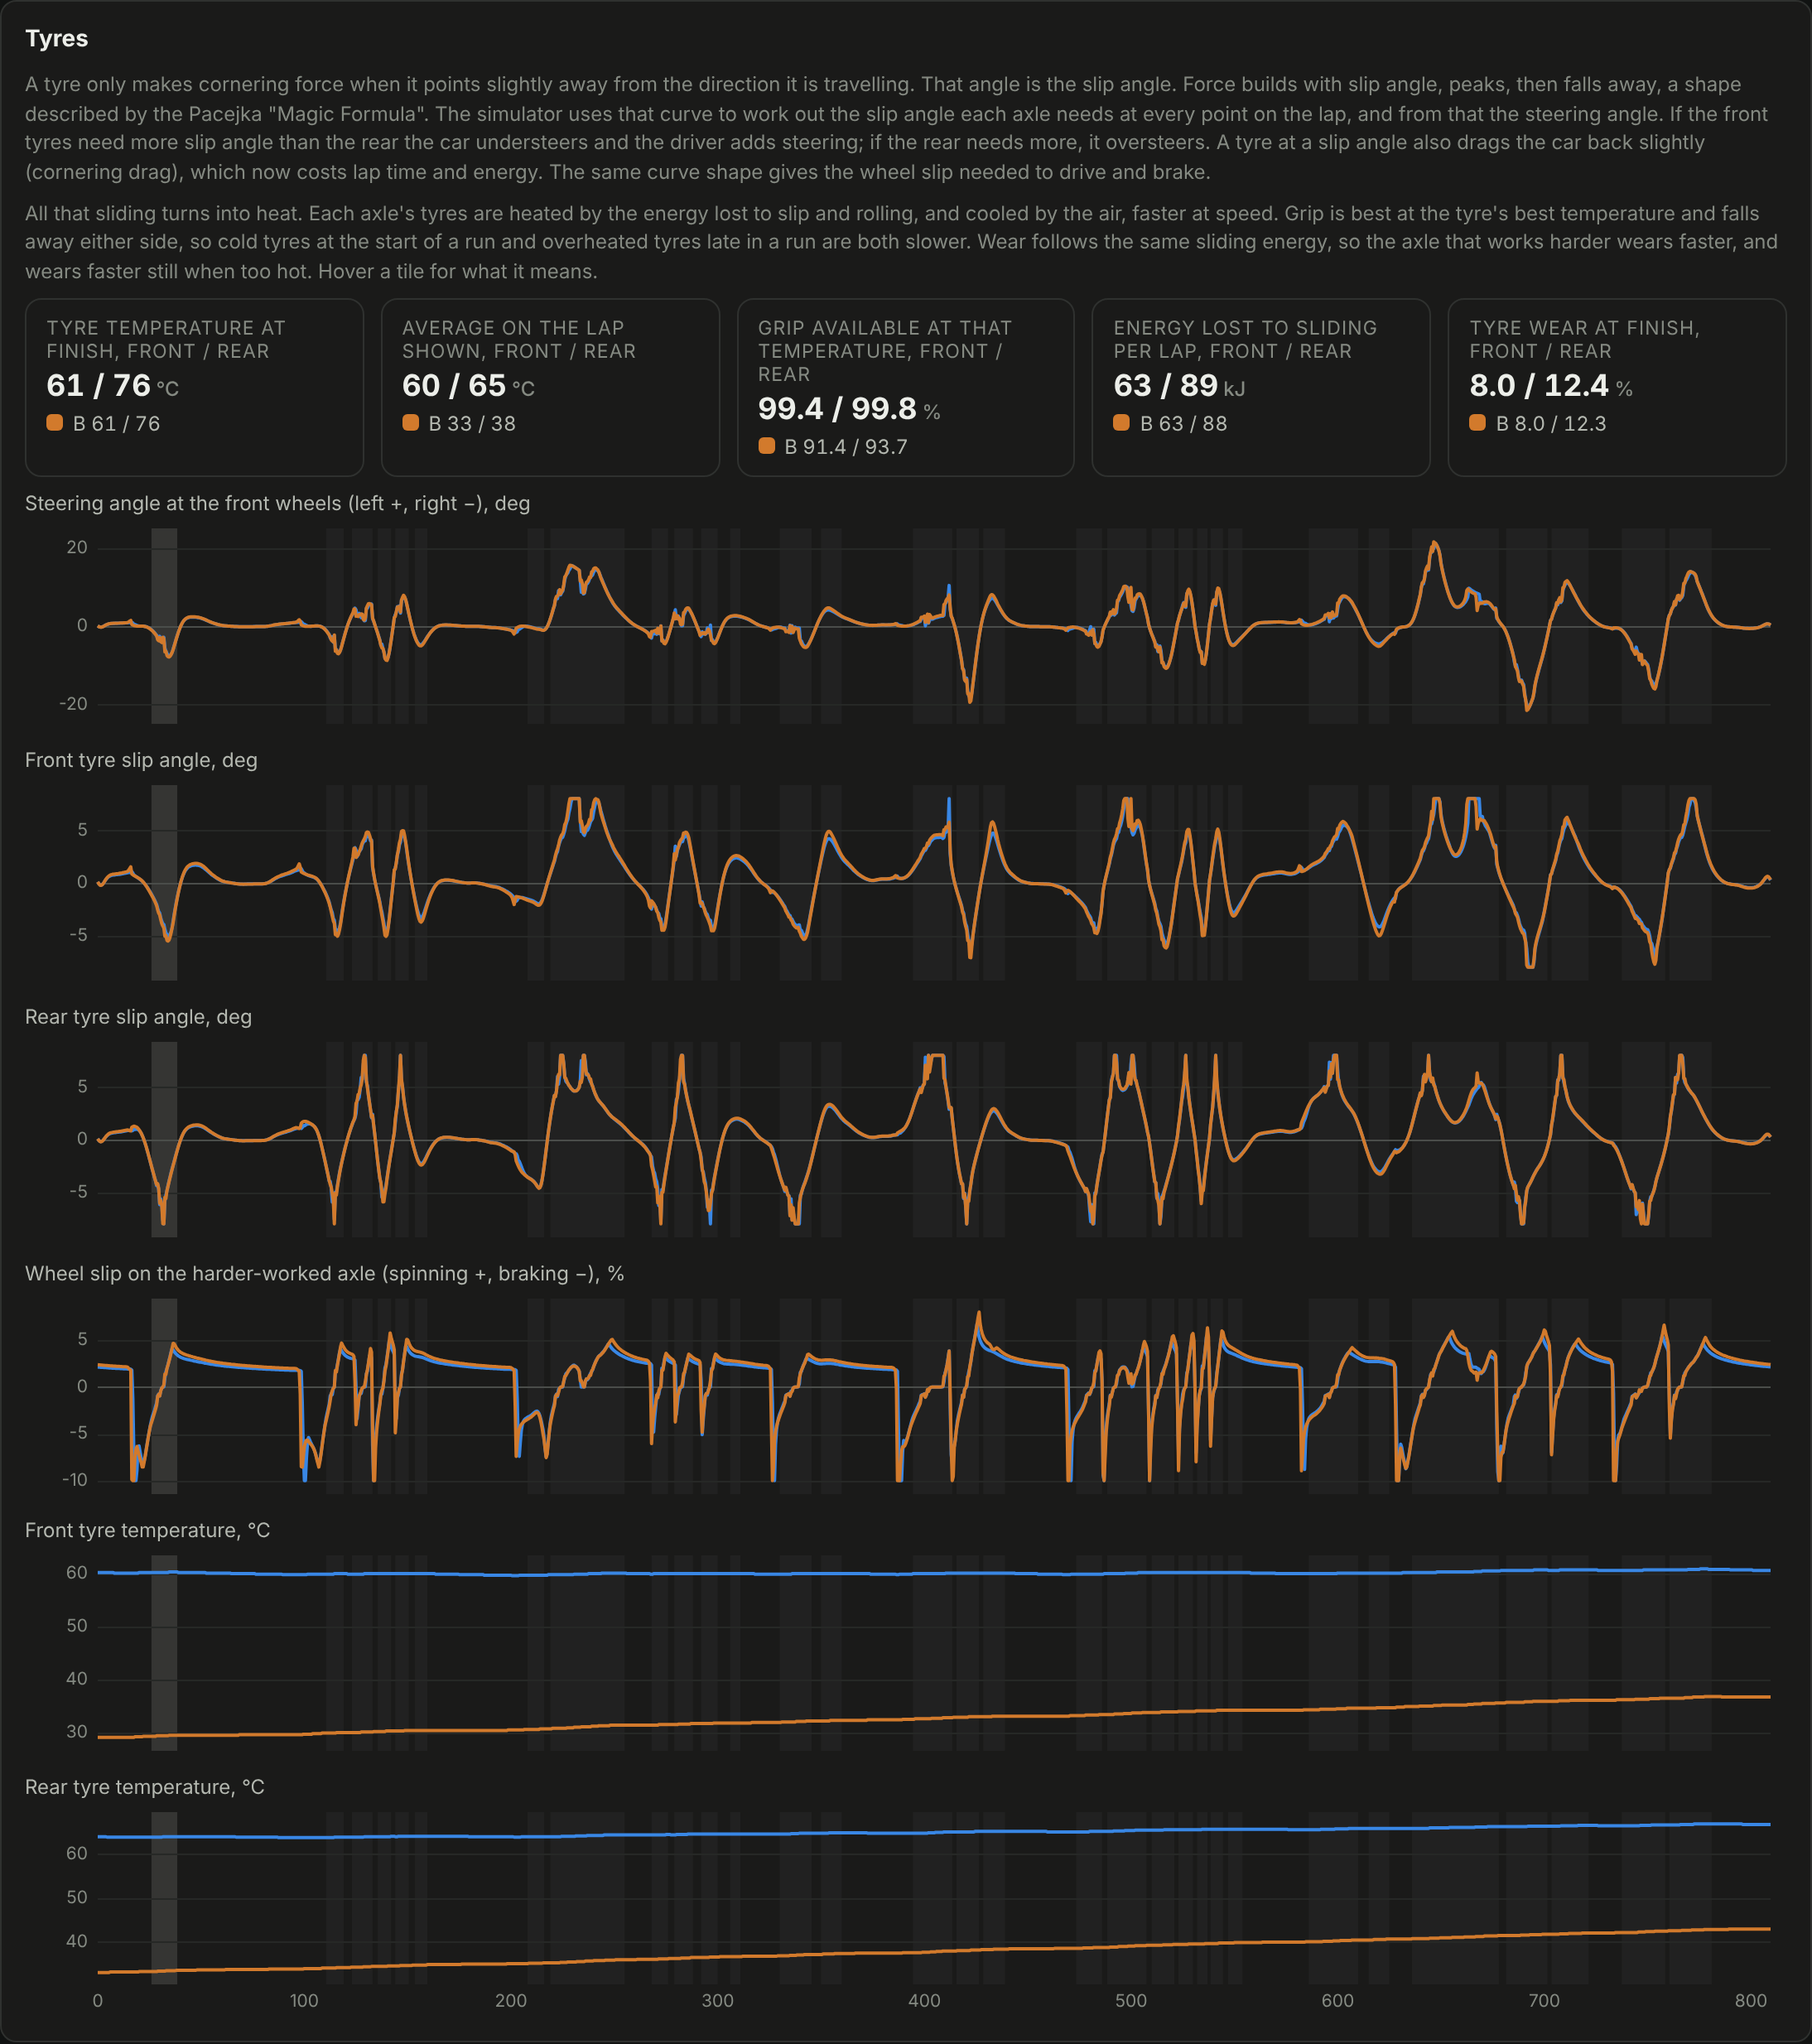 Tyres
A tyre only makes cornering force when it points slightly away from the direction it is travelling. That angle is the slip angle. Force builds with slip angle, peaks, then falls away, a shape
described by the Pacejka "Magic Formula". The simulator uses that curve to work out the slip angle each axle needs at every point on the lap, and from that the steering angle. If the front
tyres need more slip angle than the rear the car understeers and the driver adds steering; if the rear needs more, it oversteers. A tyre at a slip angle also drags the car back slightly
(cornering drag), which now costs lap time and energy. The same curve shape gives the wheel slip needed to drive and brake.
All that sliding turns into heat. Each axle's tyres are heated by the energy lost to slip and rolling, and cooled by the air, faster at speed. Grip is best at the tyre's best temperature and falls
away either side, so cold tyres at the start of a run and overheated tyres late in a run are both slower. Wear follows the same sliding energy, so the axle that works harder wears faster, and
wears faster still when too hot. Hover a tile for what it means.
TYRE TEMPERATURE AT
FINISH, FRONT / REAR
61 / 76 °C
B 61 / 76
AVERAGE ON THE LAP
SHOWN, FRONT / REAR
60 / 65 °C
B 33 / 38
GRIP AVAILABLE AT THAT
TEMPERATURE, FRONT /
REAR
99.4 / 99.8 %
B 91.4 / 93.7
ENERGY LOST TO SLIDING
PER LAP, FRONT / REAR
63 / 89 kJ
B 63 / 88
TYRE WEAR AT FINISH,
FRONT / REAR
8.0 / 12.4 %
B 8.0 / 12.3
Steering angle at the front wheels (left +, right −), deg
20
0
-20
Front tyre slip angle, deg
5
0
-5
Rear tyre slip angle, deg
5
0
-5
Wheel slip on the harder-worked axle (spinning +, braking −), %
5
0
-5
-10
Front tyre temperature, °C
60
50
40
30
Rear tyre temperature, °C
60
50
40
0 100 200 300 400 500 600 700 800